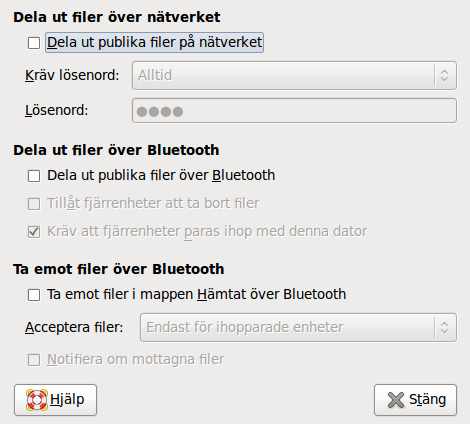 Dela ut filer över nätverket
Dela ut publika filer på nätverket
Kräv lösenord: Alltid
Lösenord: ●●●●
Dela ut filer över Bluetooth
Dela ut publika filer över Bluetooth
Tillåt fjärrenheter att ta bort filer
Kräv att fjärrenheter paras ihop med denna dator
Ta emot filer över Bluetooth
Ta emot filer i mappen Hämtat över Bluetooth
Acceptera filer: Endast för ihopparade enheter
Notifiera om mottagna filer
Hjälp Stäng